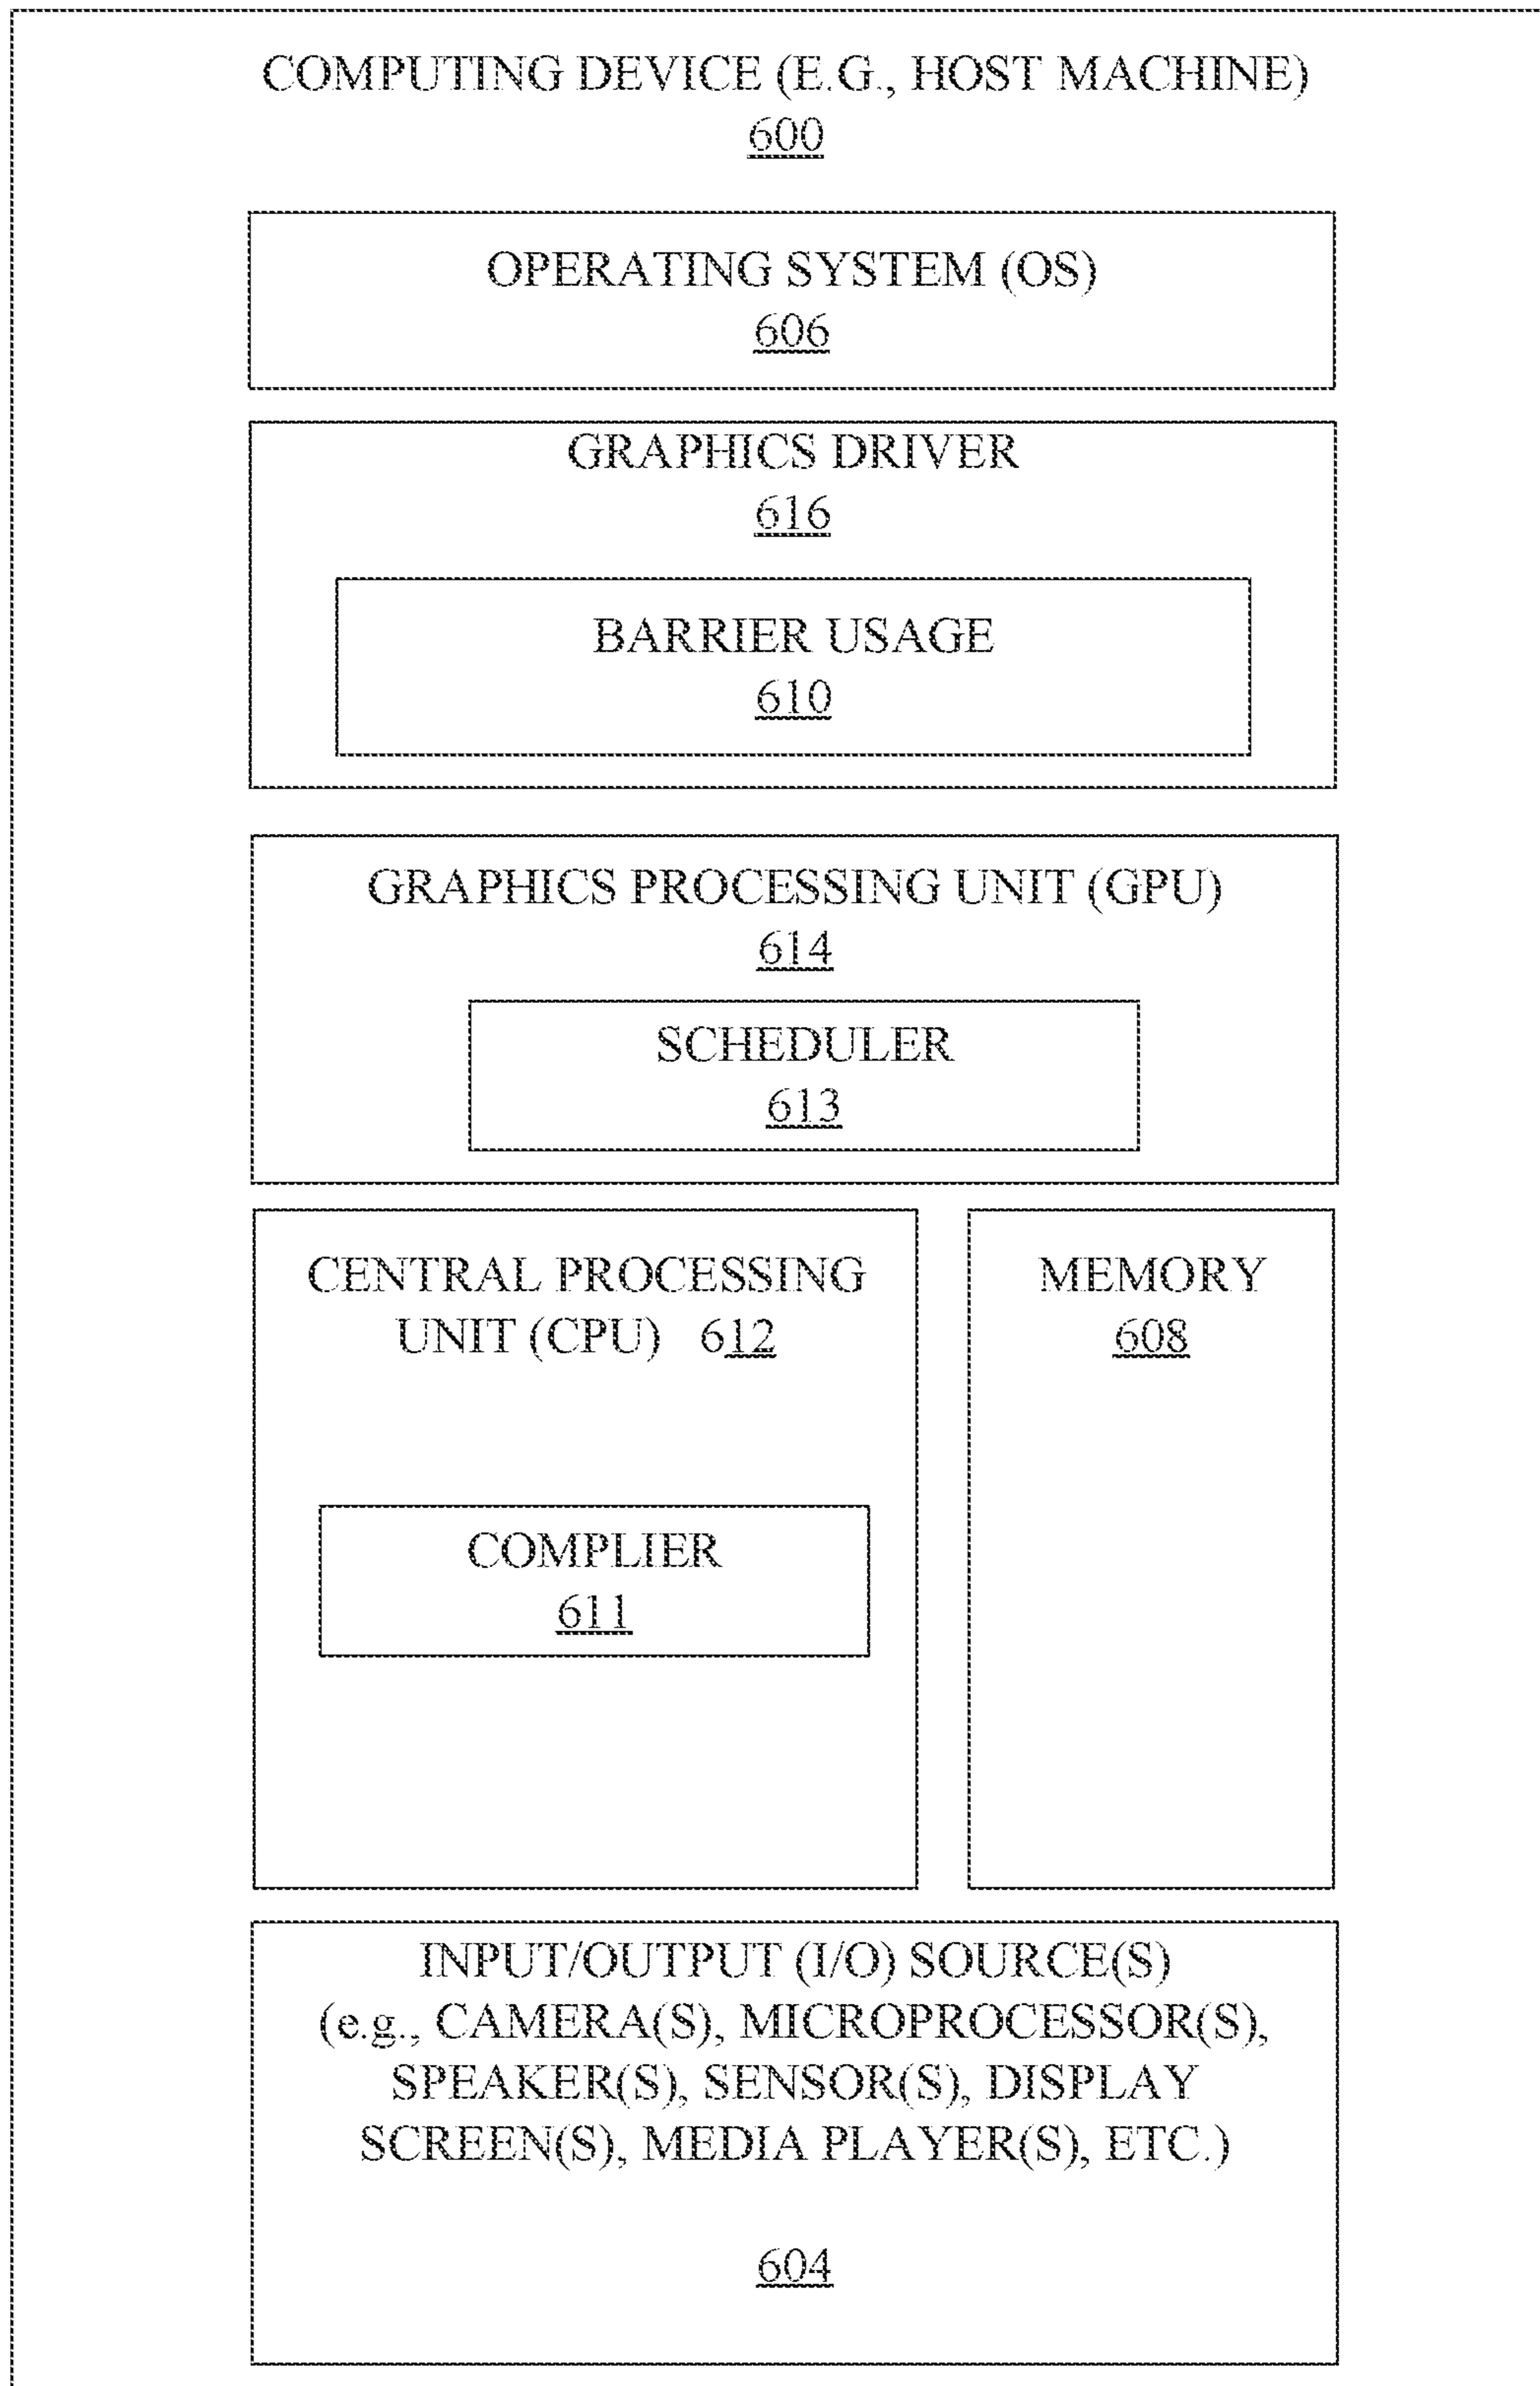 COMPUTING DEVICE (E.G., HOST MACHINE)
600
OPERATING SYSTEM (OS)
606
GRAPHICS DRIVER
616
BARRIER USAGE
610
GRAPHICS PROCESSING UNIT (GPU)
614
SCHEDULER
613
CENTRAL PROCESSING
UNIT (CPU) 612
COMPLIER
611
MEMORY
608
INPUT/OUTPUT (I/O) SOURCE(S)
(e.g., CAMERA(S), MICROPROCESSOR(S),
SPEAKER(S), SENSOR(S), DISPLAY
SCREEN(S), MEDIA PLAYER(S), ETC.)
604